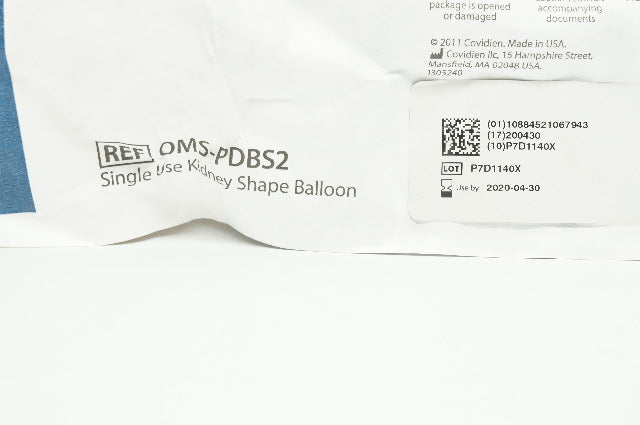 package is opened
or damaged
accompanying
documents
© 2011 Covidien. Made in USA.
Covidien llc, 15 Hampshire Street,
Mansfield, MA 02048 USA.
1305240
(01)10884521067943
(17)200430
(10)P7D1140X
LOT P7D1140X
Use by 2020-04-30
REF OMS-PDBS2
Single Use Kidney Shape Balloon